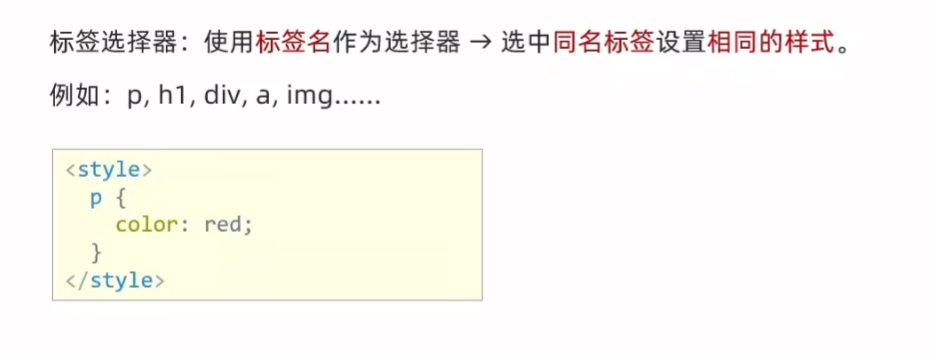 标签选择器：使用标签名作为选择器 → 选中同名标签设置相同的样式。
例如：p, h1, div, a, img......
<style>
  p {
    color: red;
  }
</style>